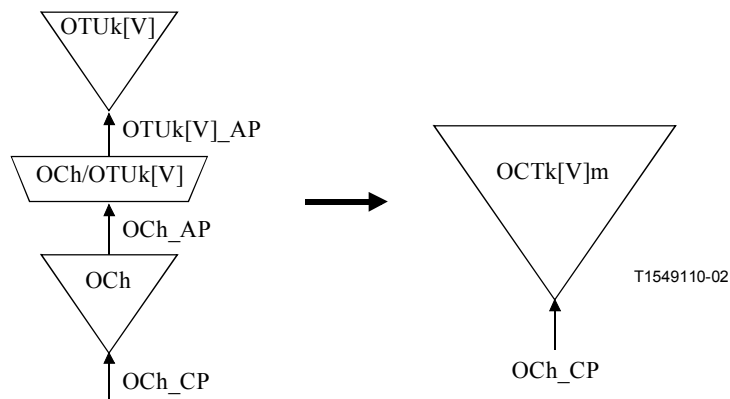 OTUk[V]
OTUk[V]_AP
OCh/OTUk[V]
OCh_AP
OCh
OCh_CP
OCTk[V]m
T1549110-02
OCh_CP